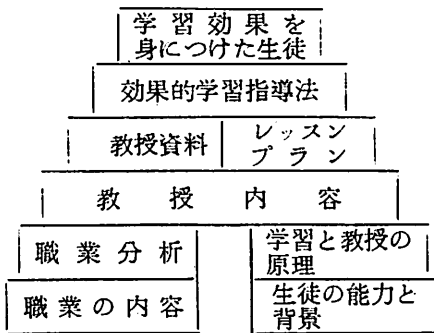 学習効果を
身につけた生徒
効果的学習指導法
教授資料
レッスン
プラン
教授内容
職業分析
学習と教授の
原理
職業の内容
生徒の能力と
背景